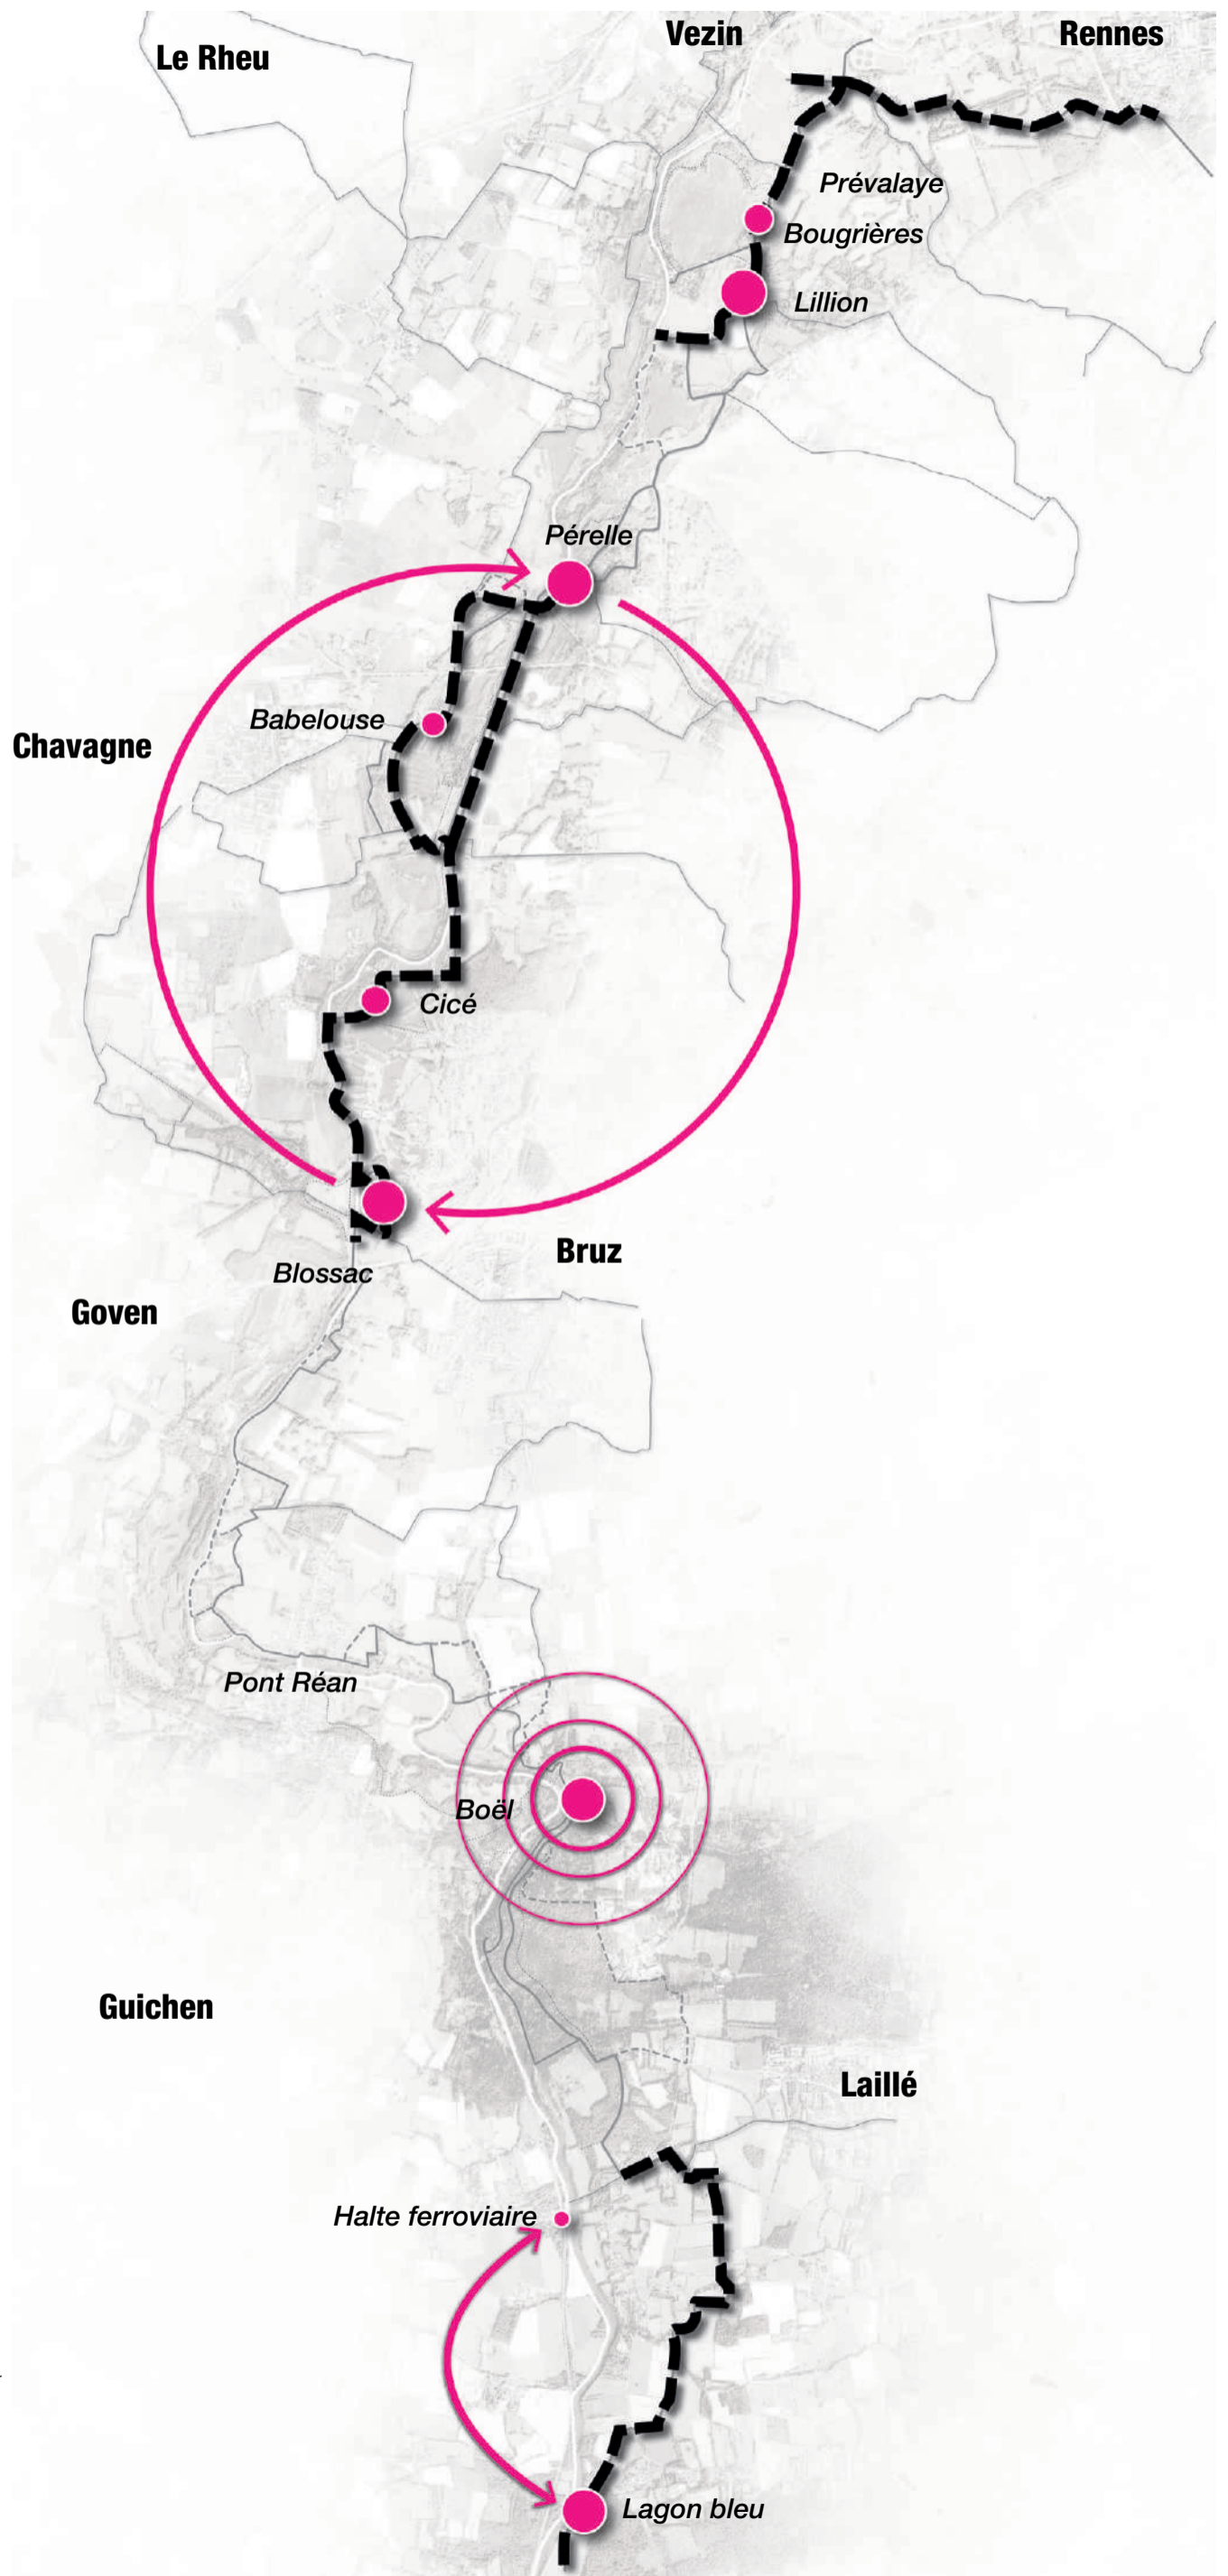 Vezin
Rennes
Le Rheu
Prévalaye
Bougrières
Lillion
Pérelle
Babelouse
Chavagne
Cicé
Bruz
Blossac
Goven
Pont Réan
Boël
Guichen
Laillé
Halte ferroviaire
Lagon bleu